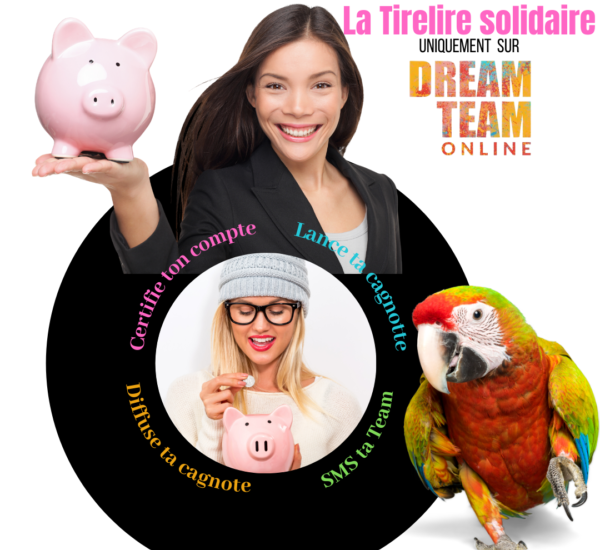 La Tirelire solidaire
UNIQUEMENT SUR
DREAM
TEAM
ONLINE
Certifie ton compte
Lance ta cagnotte
Diffuse ta cagnote
SMS ta Team